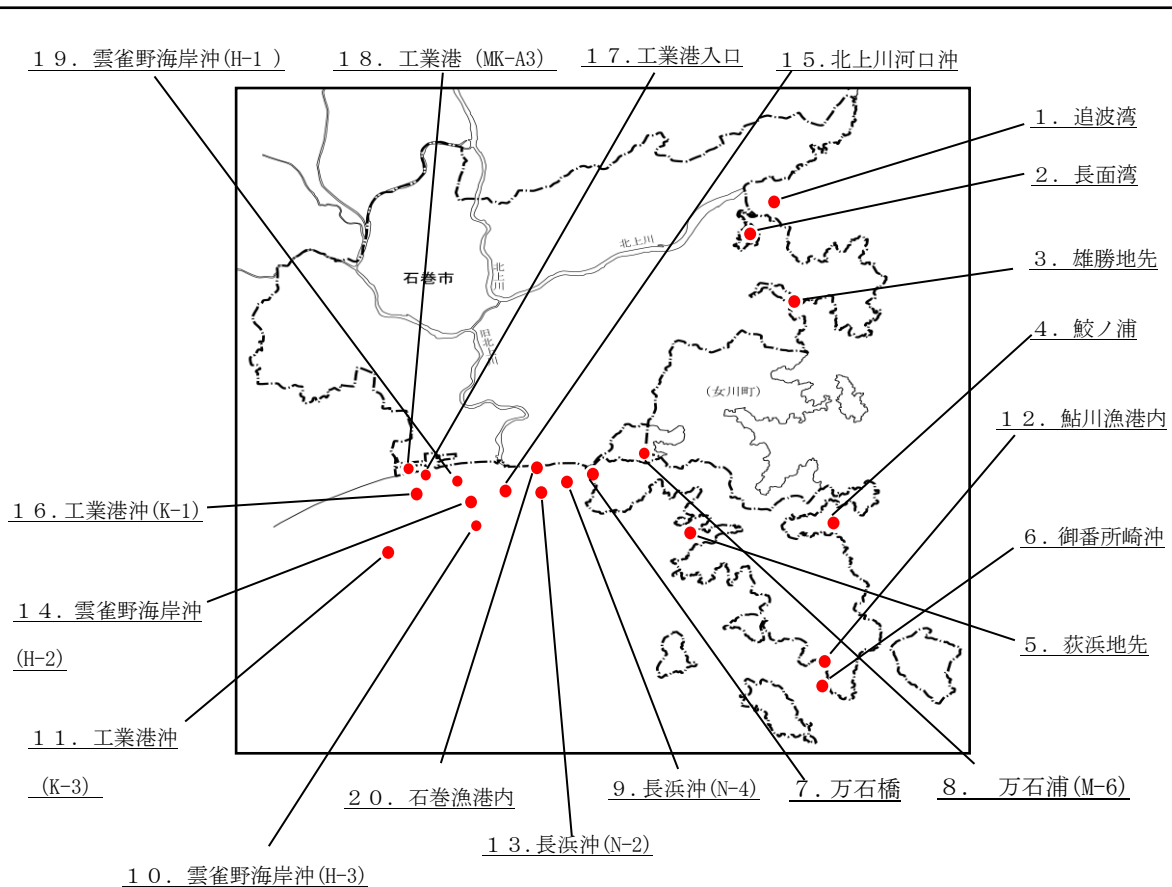 １９．雲雀野海岸沖(H-1 )
１８．工業港 (MK-A3)
１７.工業港入口
１５.北上川河口沖
１．追波湾
２．長面湾
北上川
石巻市
北上川
３．雄勝地先
旧北上川
４．鮫ノ浦
(女川町)
１２．鮎川漁港内
１６.工業港沖(K-1)
６.御番所崎沖
１４．雲雀野海岸沖
(H-2)
５．荻浜地先
１１．工業港沖
(K-3)
２０．石巻漁港内
９.長浜沖(N-4)
７．万石橋
８． 万石浦(M-6)
１３.長浜沖(N-2)
１０．雲雀野海岸沖(H-3)